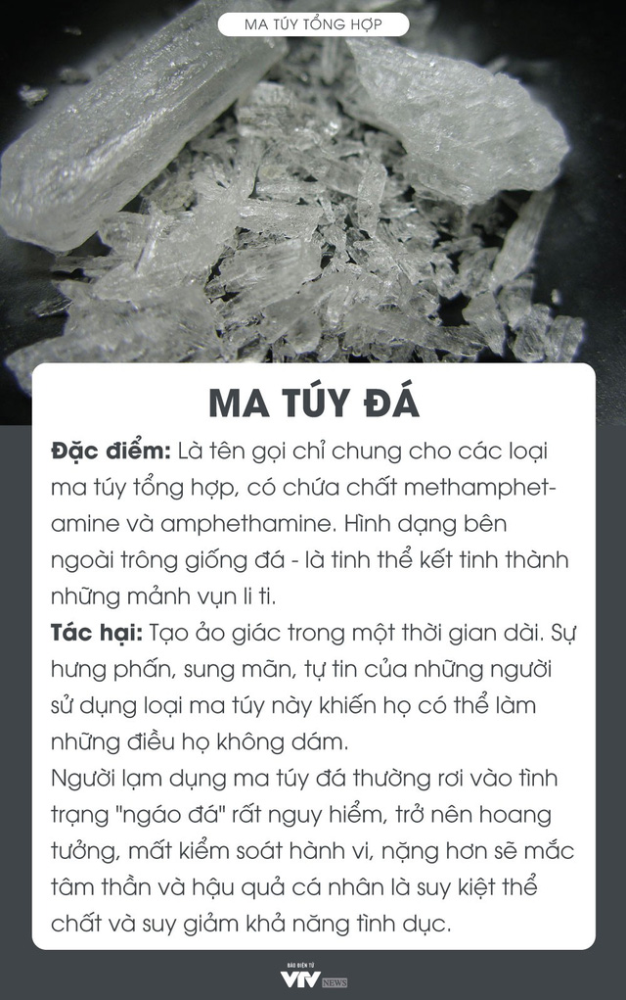 MA TÚY TỔNG HỢP
MA TÚY ĐÁ
Đặc điểm: Là tên gọi chỉ chung cho các loại
ma túy tổng hợp, có chứa chất methamphet-
amine và amphethamine. Hình dạng bên
ngoài trông giống đá - là tinh thể kết tinh thành
những mảnh vụn li ti.
Tác hại: Tạo ảo giác trong một thời gian dài. Sự
hưng phấn, sung mãn, tự tin của những người
sử dụng loại ma túy này khiến họ có thể làm
những điều họ không dám.
Người lạm dụng ma túy đá thường rơi vào tình
trạng "ngáo đá" rất nguy hiểm, trở nên hoang
tưởng, mất kiểm soát hành vi, nặng hơn sẽ mắc
tâm thần và hậu quả cá nhân là suy kiệt thể
chất và suy giảm khả năng tình dục.
BÁO ĐIỆN TỬ
VTV NEWS